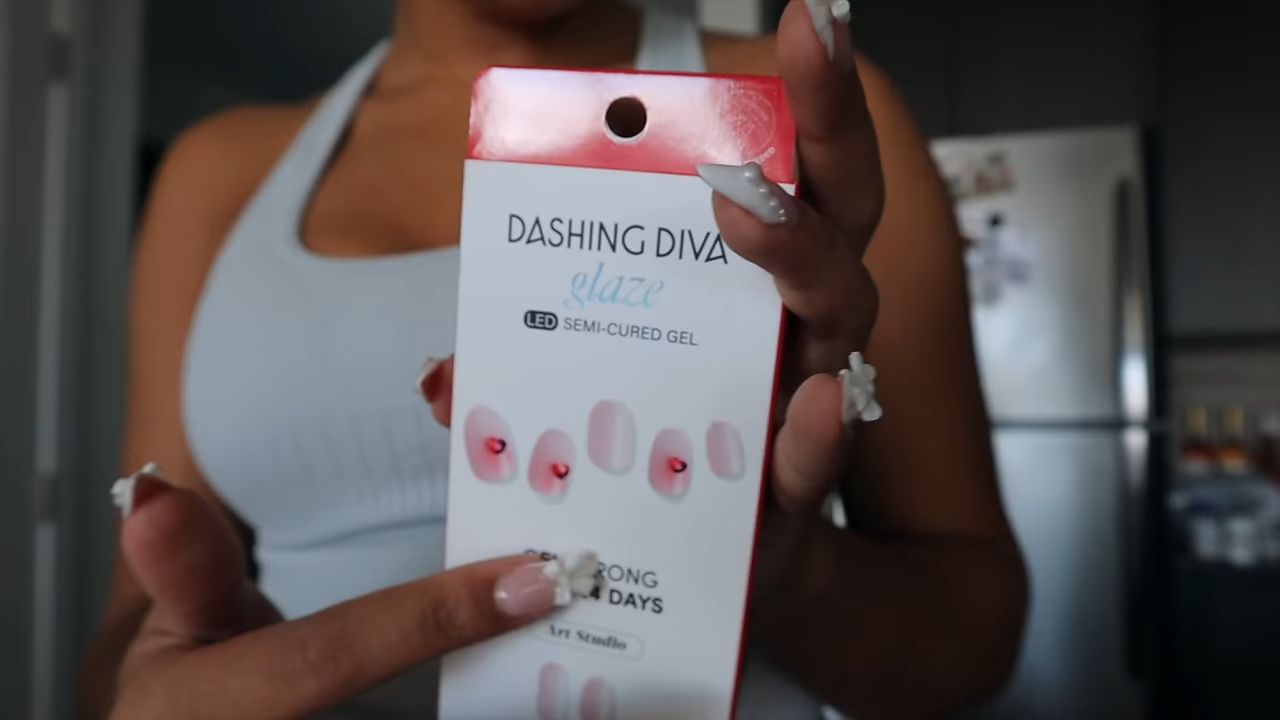 DASHING DIVA
glaze
LED SEMI-CURED GEL
DAYS
Art Studio